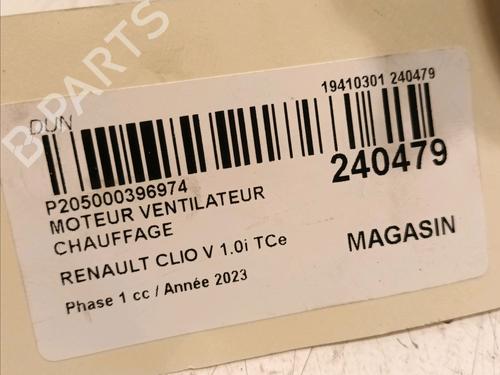 B-PARTS
19410301 240479
DUN
P205000396974
240479
MOTEUR VENTILATEUR
CHAUFFAGE
RENAULT CLIO V 1.0i TCe
MAGASIN
Phase 1 cc / Année 2023